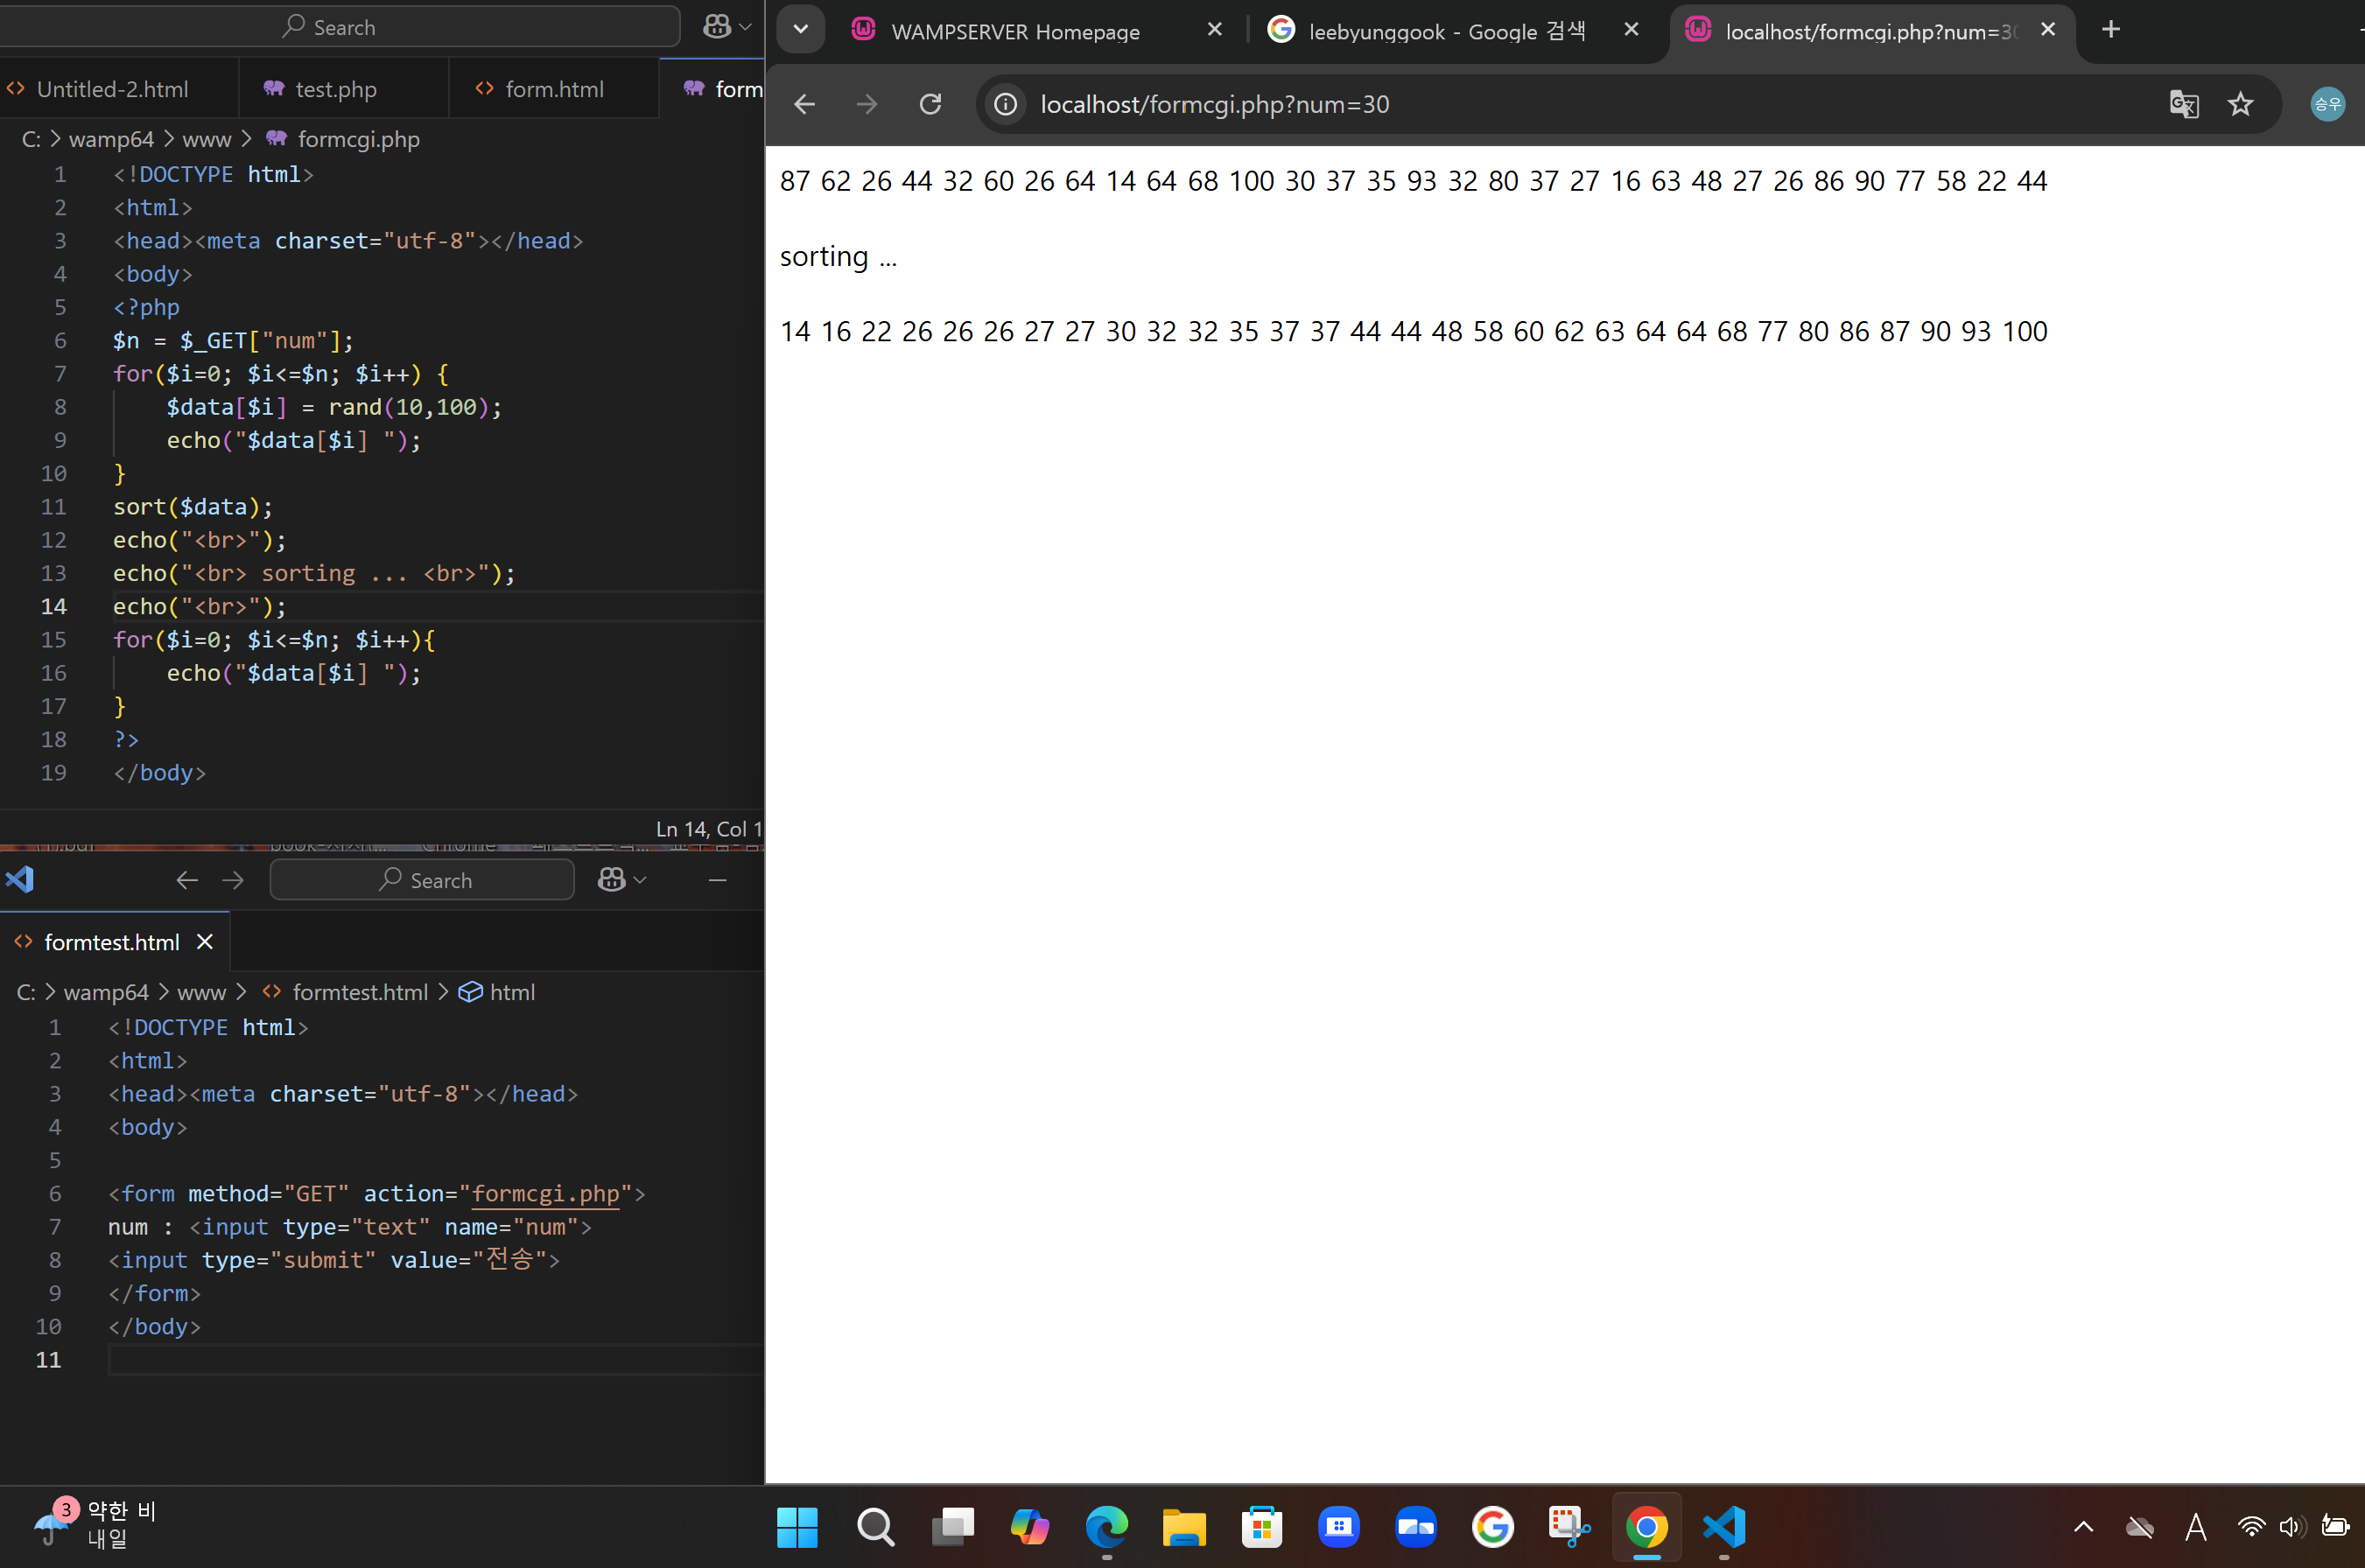 Search
Untitled-2.html test.php form.html form
C: > wamp64 > www > formcgi.php
1 <!DOCTYPE html>
2 <html>
3 <head><meta charset="utf-8"></head>
4 <body>
5 <?php
6 $n = $_GET["num"];
7 for($i=0; $i<=$n; $i++) {
8     $data[$i] = rand(10,100);
9     echo("$data[$i] ");
10 }
11 sort($data);
12 echo("<br>");
13 echo("<br> sorting ... <br>");
14 echo("<br>");
15 for($i=0; $i<=$n; $i++){
16     echo("$data[$i] ");
17 }
18 ?>
19 </body>
Ln 14, Col 1
Search
formtest.html
C: > wamp64 > www > formtest.html > html
1 <!DOCTYPE html>
2 <html>
3 <head><meta charset="utf-8"></head>
4 <body>
5
6 <form method="GET" action="formcgi.php">
7 num : <input type="text" name="num">
8 <input type="submit" value="전송">
9 </form>
10 </body>
11
WAMPSERVER Homepage leebyunggook - Google 검색 localhost/formcgi.php?num=30
localhost/formcgi.php?num=30 승우
87 62 26 44 32 60 26 64 14 64 68 100 30 37 35 93 32 80 37 27 16 63 48 27 26 86 90 77 58 22 44
sorting ...
14 16 22 26 26 26 27 27 30 32 32 35 37 37 44 44 48 58 60 62 63 64 64 68 77 80 86 87 90 93 100
3 약한 비
내일
A